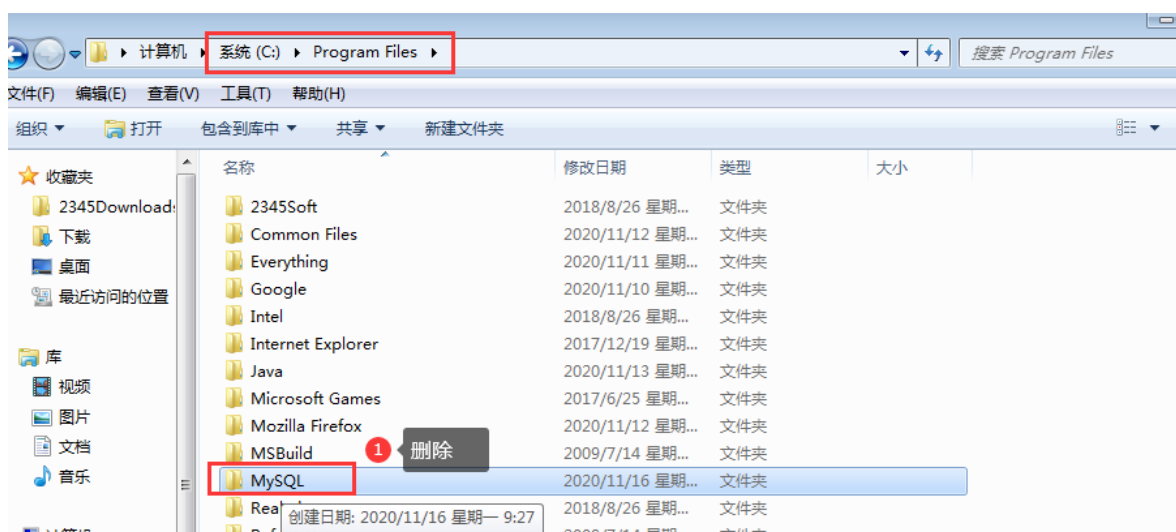 计算机 系统 (C:) Program Files 搜索 Program Files
文件(F) 编辑(E) 查看(V) 工具(T) 帮助(H)
组织 打开 包含到库中 共享 新建文件夹
名称 修改日期 类型 大小
收藏夹
2345Downloads
下载
桌面
最近访问的位置
库
视频
图片
文档
音乐
2345Soft 2018/8/26 星期... 文件夹
Common Files 2020/11/12 星期... 文件夹
Everything 2020/11/11 星期... 文件夹
Google 2020/11/10 星期... 文件夹
Intel 2018/8/26 星期... 文件夹
Internet Explorer 2017/12/19 星期... 文件夹
Java 2020/11/13 星期... 文件夹
Microsoft Games 2017/6/25 星期... 文件夹
Mozilla Firefox 2020/11/12 星期... 文件夹
MSBuild 2009/7/14 星期... 文件夹
1 删除
MySQL 2020/11/16 星期... 文件夹
2018/8/26 星期... 文件夹
创建日期: 2020/11/16 星期一 9:27